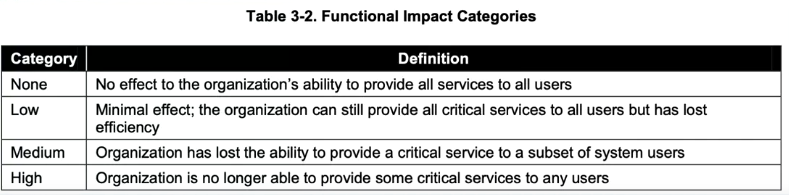 Table 3-2. Functional Impact Categories
Category Definition
None No effect to the organization’s ability to provide all services to all users
Low Minimal effect; the organization can still provide all critical services to all users but has lost
efficiency
Medium Organization has lost the ability to provide a critical service to a subset of system users
High Organization is no longer able to provide some critical services to any users